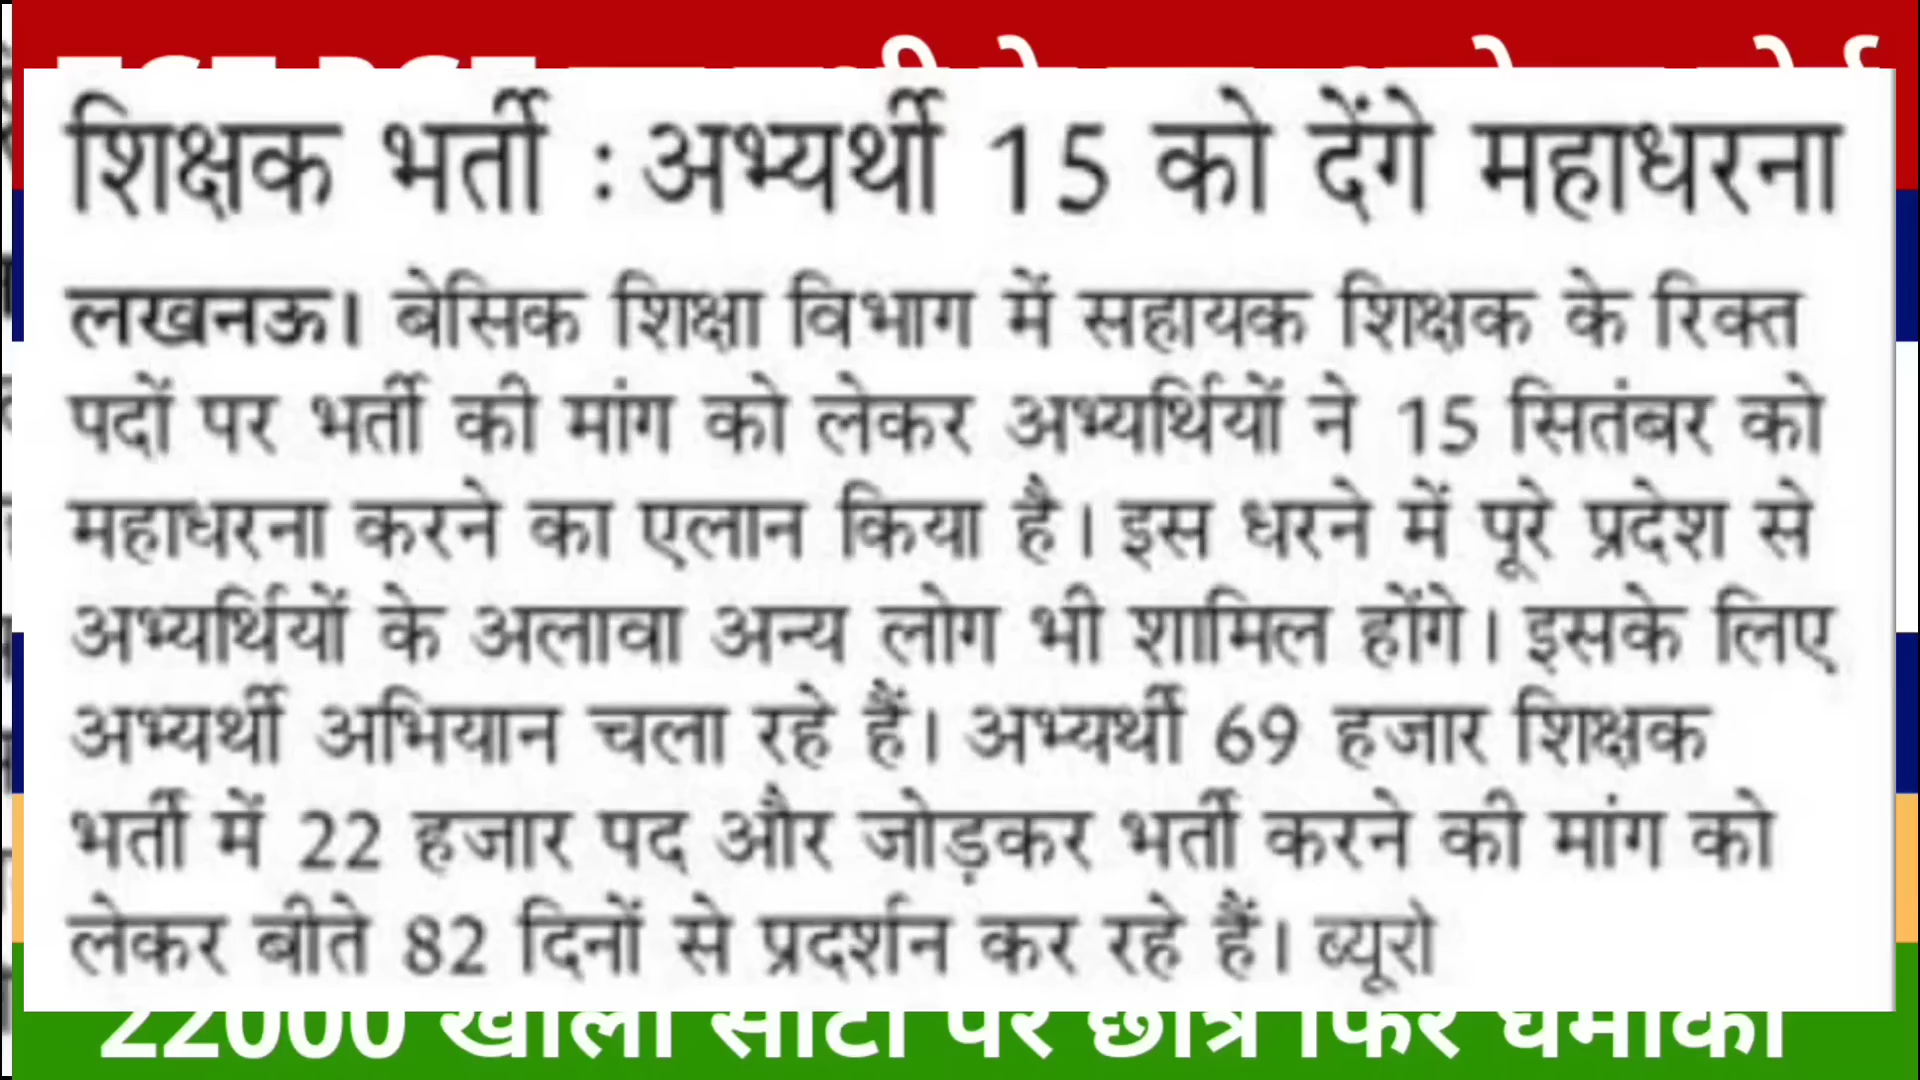 शिक्षक भर्ती : अभ्यर्थी 15 को देंगे महाधरना
लखनऊ। बेसिक शिक्षा विभाग में सहायक शिक्षक के रिक्त
पदों पर भर्ती की मांग को लेकर अभ्यर्थियों ने 15 सितंबर को
महाधरना करने का एलान किया है। इस धरने में पूरे प्रदेश से
अभ्यर्थियों के अलावा अन्य लोग भी शामिल होंगे। इसके लिए
अभ्यर्थी अभियान चला रहे हैं। अभ्यर्थी 69 हजार शिक्षक
भर्ती में 22 हजार पद और जोड़कर भर्ती करने की मांग को
लेकर बीते 82 दिनों से प्रदर्शन कर रहे हैं। ब्यूरो
22000 खाली सीटों पर छात्र फिर